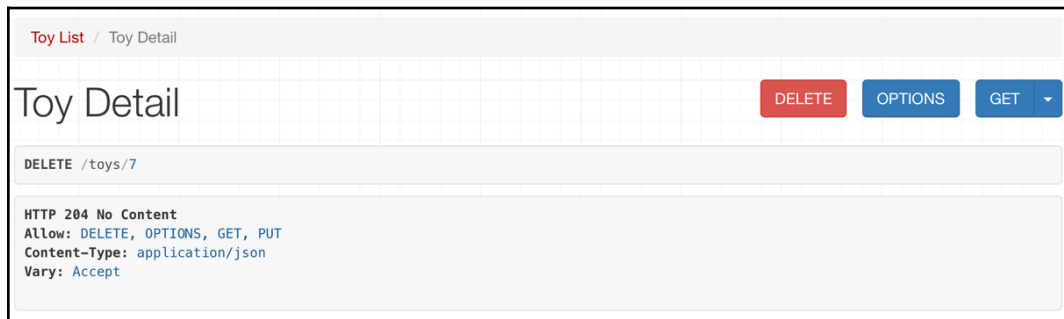 Toy List / Toy Detail
Toy Detail
DELETE OPTIONS GET
DELETE /toys/7
HTTP 204 No Content
Allow: DELETE, OPTIONS, GET, PUT
Content-Type: application/json
Vary: Accept